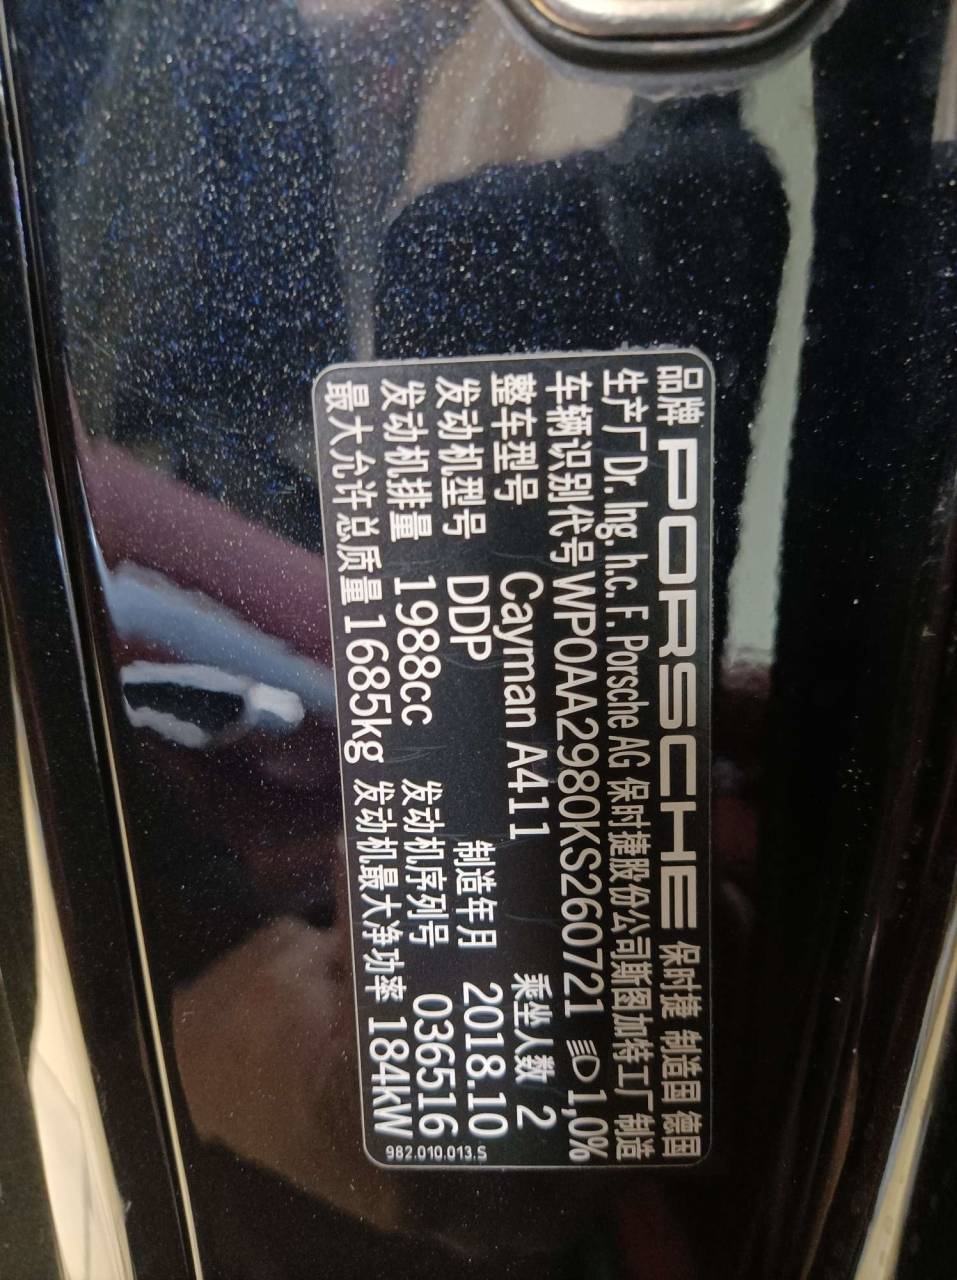 品牌 PORSCHE 保时捷 制造国 德国
生产厂 Dr. Ing. h.c. F. Porsche AG 保时捷股份公司斯图加特工厂 制造
车辆识别代号 WP0AA2980KS260721 1,0%
整车型号 Cayman A411 乘坐人数 2
发动机型号 DDP 制造年月 2018.10
发动机排量 1988cc 发动机序列号 036516
最大允许总质量 1685kg 发动机最大净功率 184kW
982.010.013.S